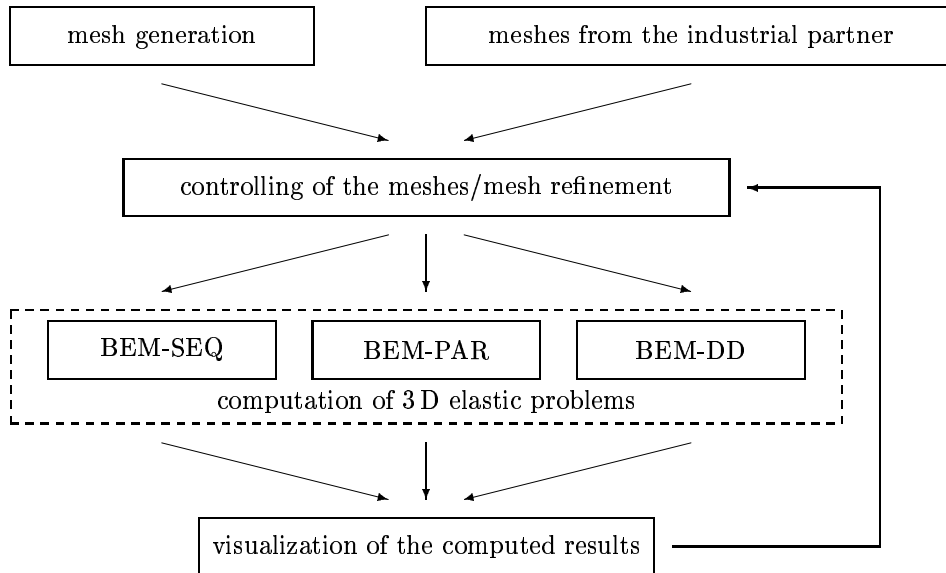 mesh generation
meshes from the industrial partner
controlling of the meshes/mesh refinement
BEM-SEQ
BEM-PAR
BEM-DD
computation of 3 D elastic problems
visualization of the computed results